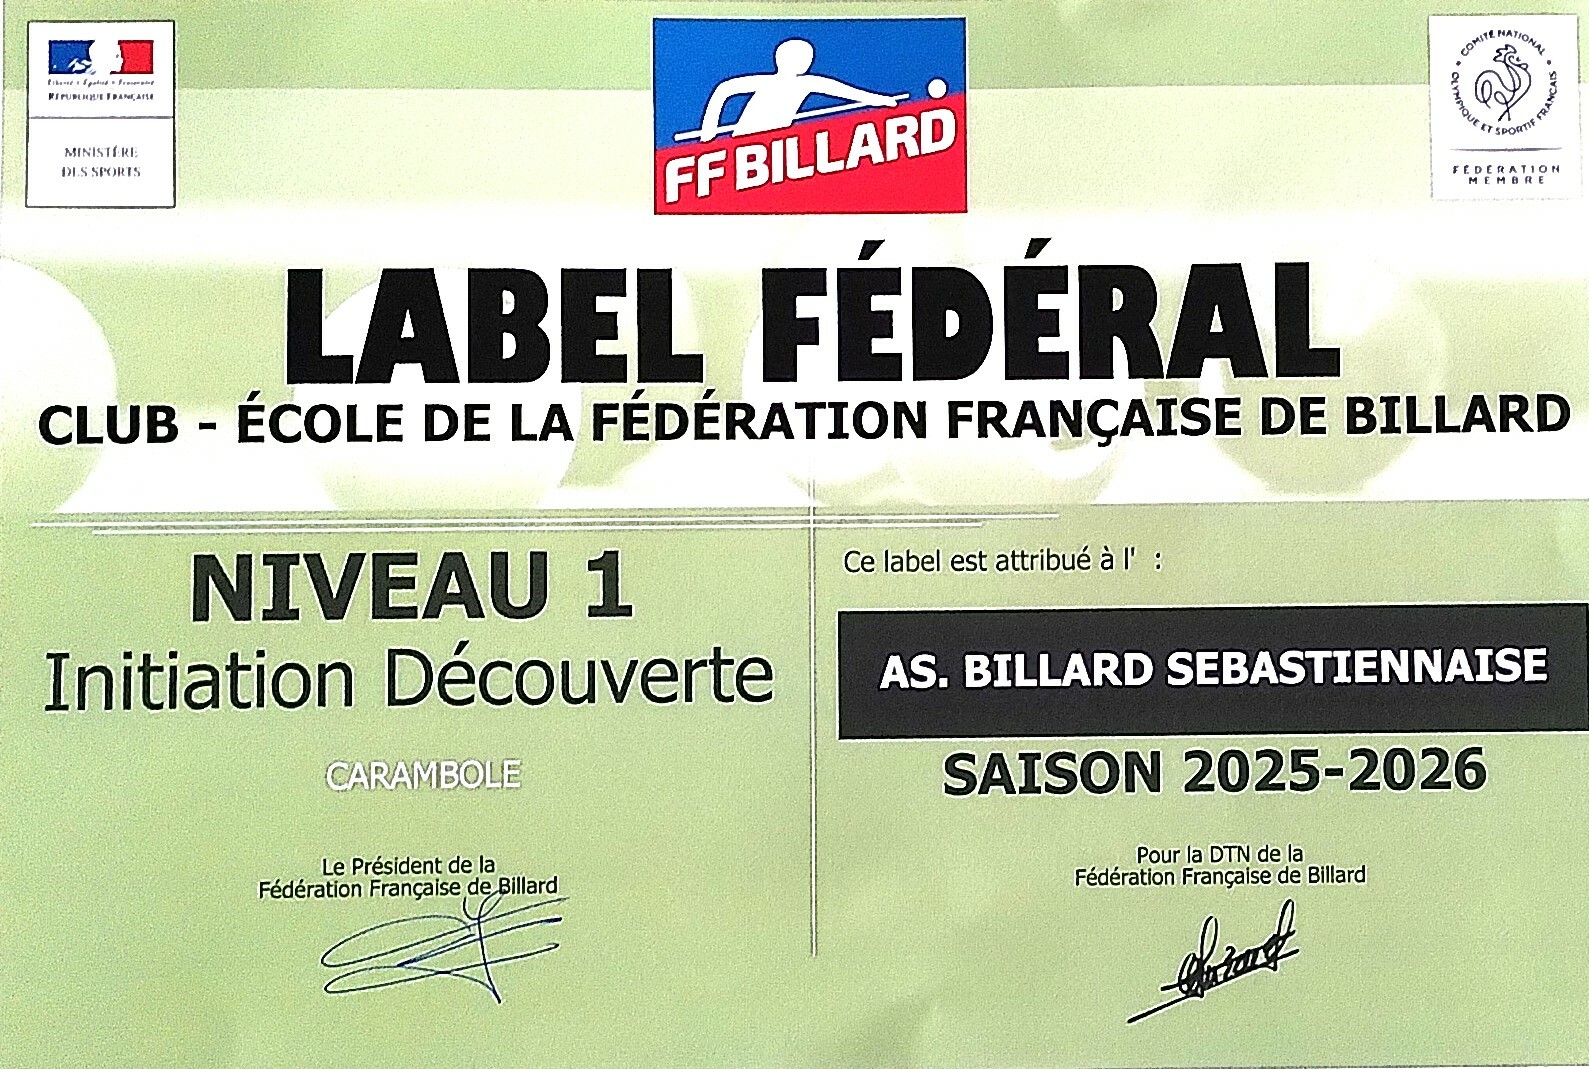 Liberté • Égalité • Fraternité
RÉPUBLIQUE FRANÇAISE
MINISTÈRE
DES SPORTS
FFBILLARD
COMITÉ NATIONAL
OLYMPIQUE ET SPORTIF FRANÇAIS
FÉDÉRATION
MEMBRE
LABEL FÉDÉRAL
CLUB - ÉCOLE DE LA FÉDÉRATION FRANÇAISE DE BILLARD
NIVEAU 1
Initiation Découverte
CARAMBOLE
Le Président de la
Fédération Française de Billard
Ce label est attribué à l' :
AS. BILLARD SEBASTIENNAISE
SAISON 2025-2026
Pour la DTN de la
Fédération Française de Billard